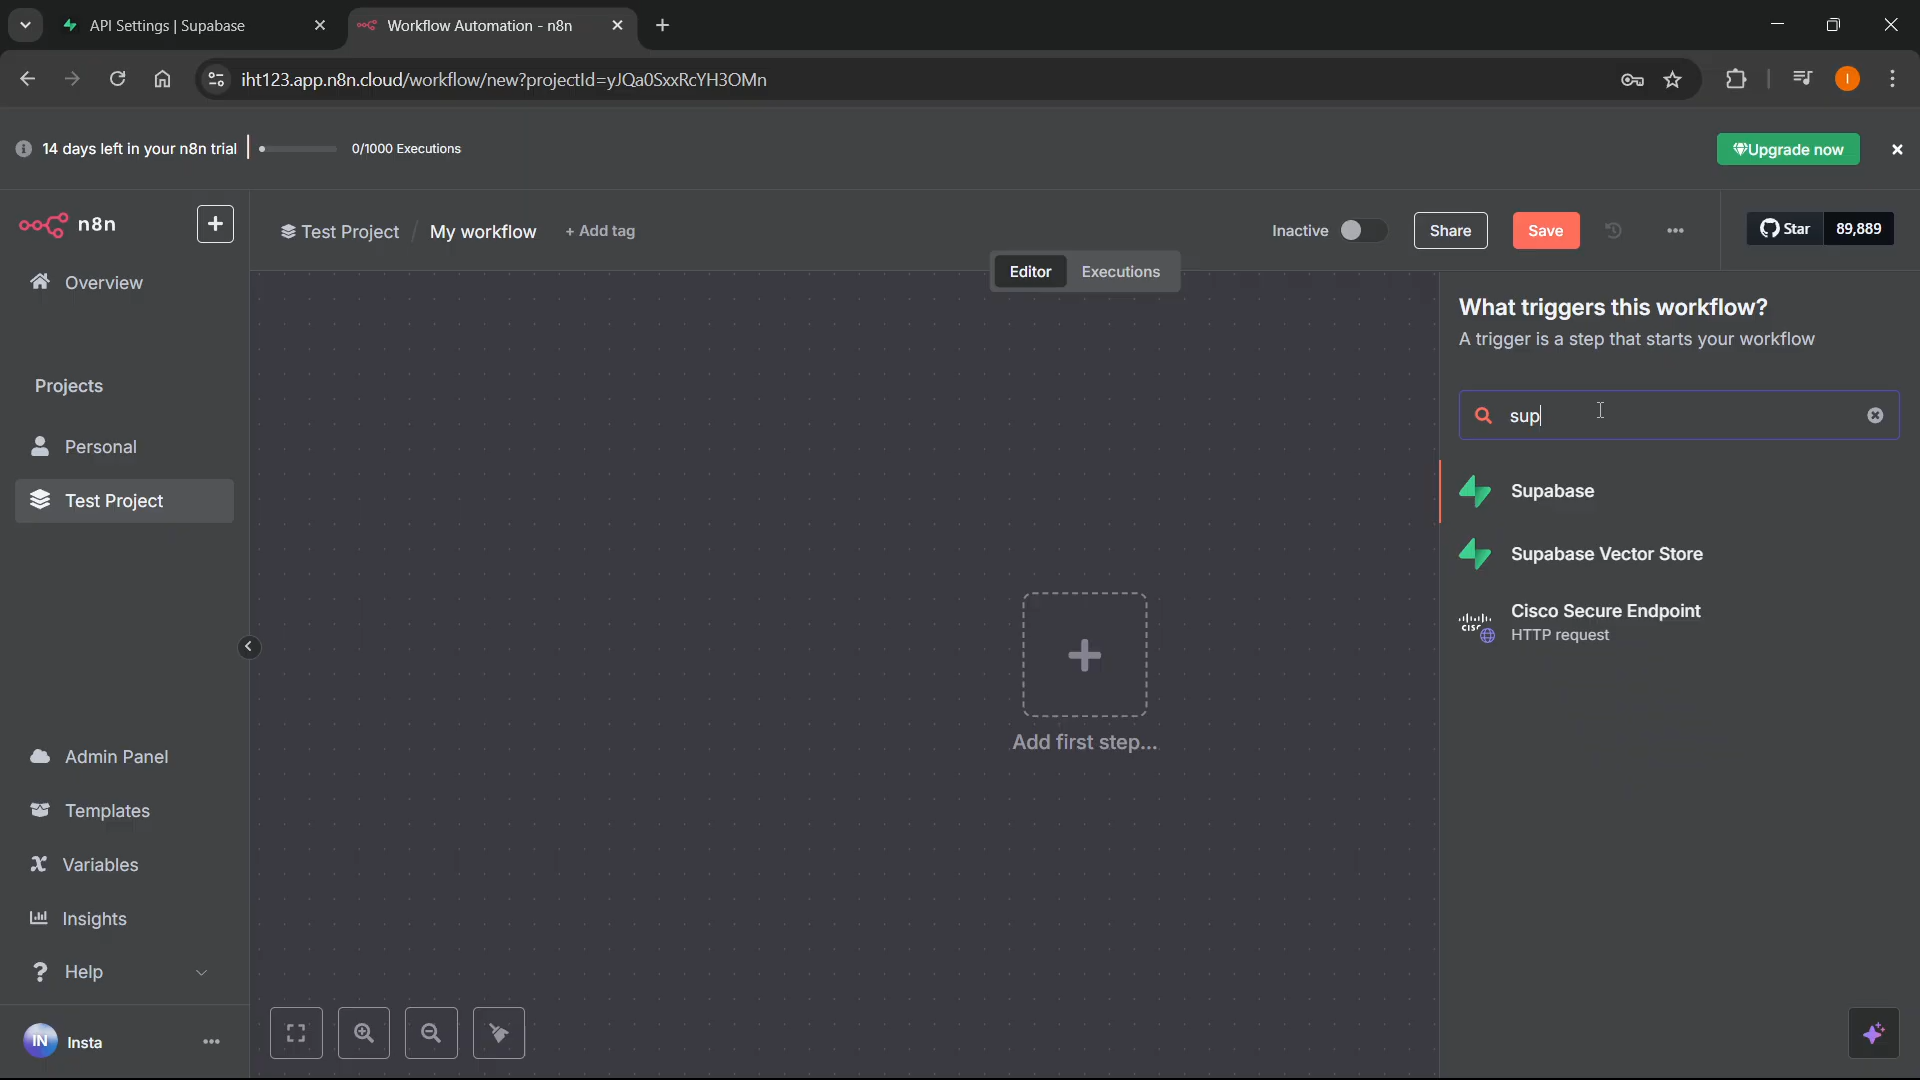 API Settings | Supabase
Workflow Automation - n8n
iht123.app.n8n.cloud/workflow/new?projectId=yJQa0SxxRcYH3OMn
I
14 days left in your n8n trial
0/1000 Executions
Upgrade now
n8n
Test Project / My workflow + Add tag
Inactive
Share
Save
Star 89,889
Overview
Editor
Executions
What triggers this workflow?
A trigger is a step that starts your workflow
Projects
sup
Personal
Test Project
Supabase
Supabase Vector Store
Cisco Secure Endpoint
HTTP request
CISCO
Add first step...
Admin Panel
Templates
Variables
Insights
Help
IN Insta